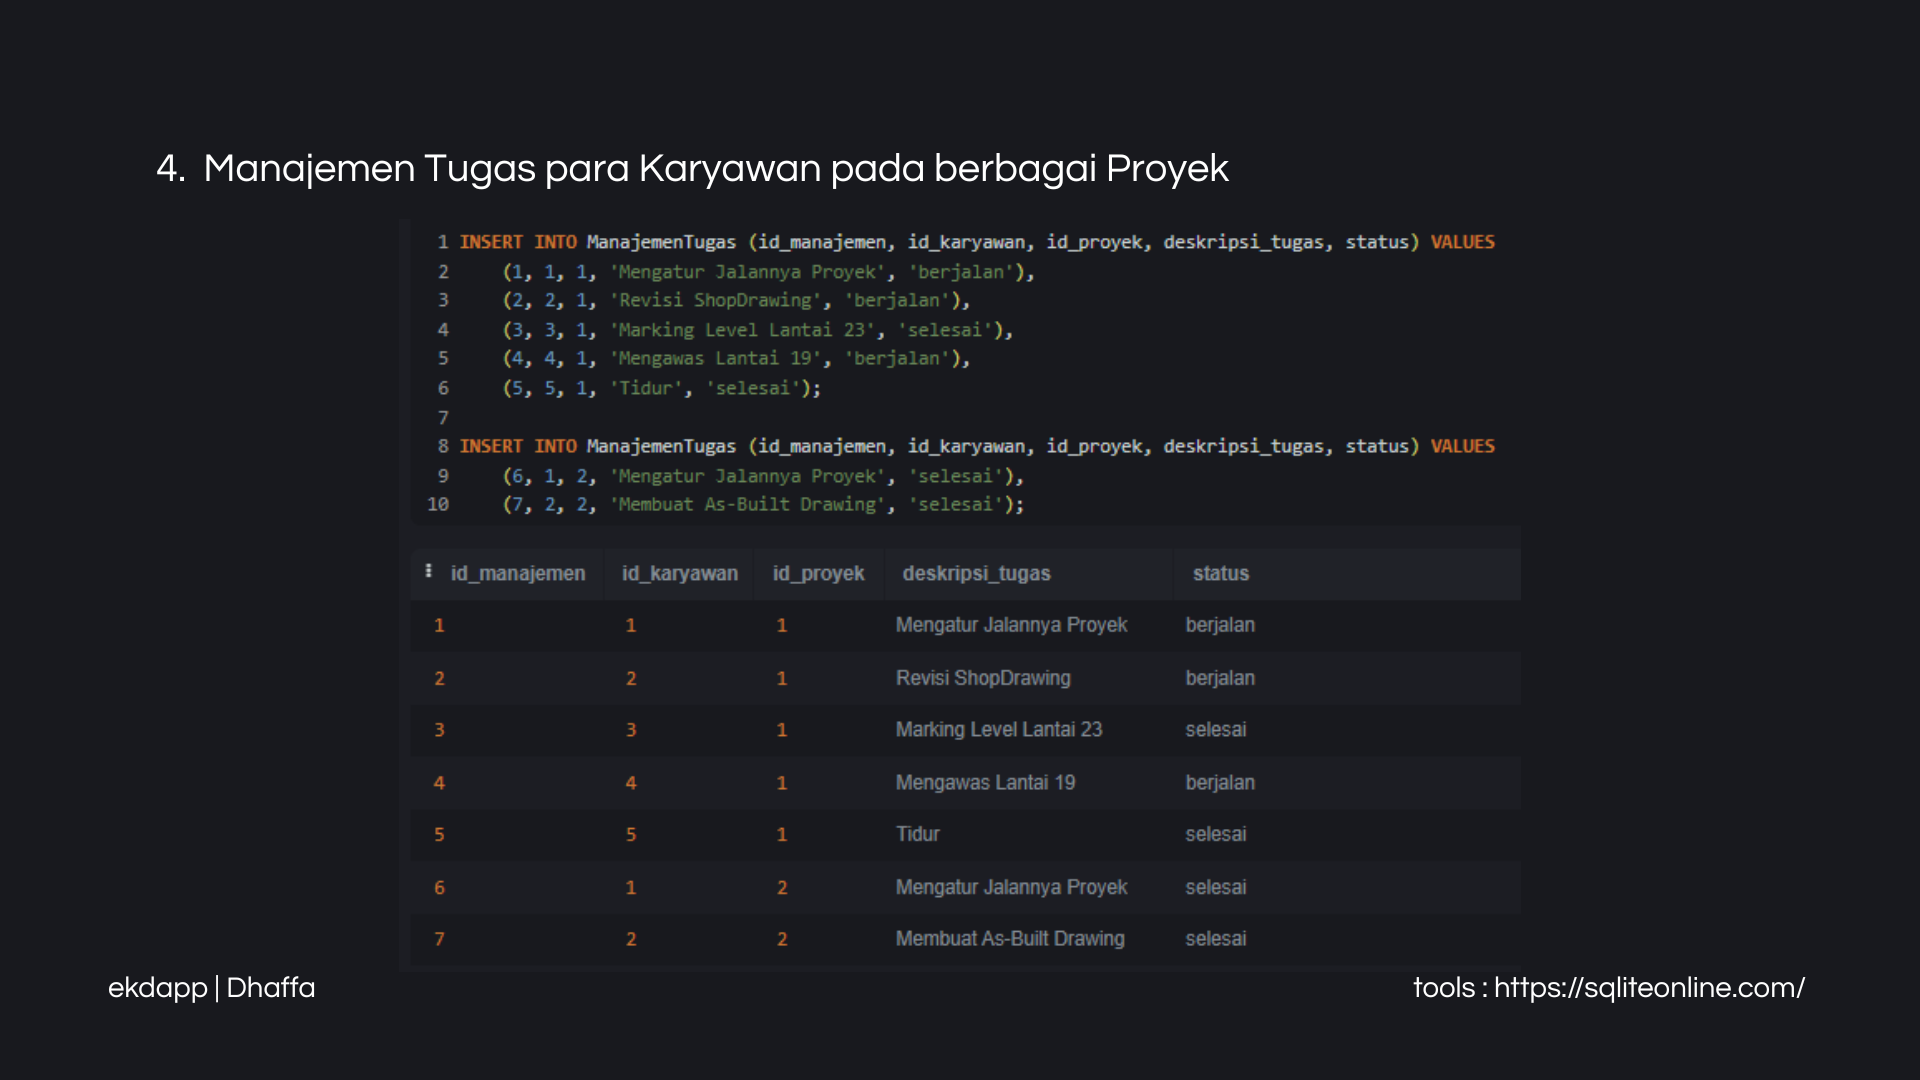 4. Manajemen Tugas para Karyawan pada berbagai Proyek
1 INSERT INTO ManajemenTugas (id_manajemen, id_karyawan, id_proyek, deskripsi_tugas, status) VALUES
2 (1, 1, 1, 'Mengatur Jalannya Proyek', 'berjalan'),
3 (2, 2, 1, 'Revisi ShopDrawing', 'berjalan'),
4 (3, 3, 1, 'Marking Level Lantai 23', 'selesai'),
5 (4, 4, 1, 'Mengawas Lantai 19', 'berjalan'),
6 (5, 5, 1, 'Tidur', 'selesai');
7
8 INSERT INTO ManajemenTugas (id_manajemen, id_karyawan, id_proyek, deskripsi_tugas, status) VALUES
9 (6, 1, 2, 'Mengatur Jalannya Proyek', 'selesai'),
10 (7, 2, 2, 'Membuat As-Built Drawing', 'selesai');
id_manajemen id_karyawan id_proyek deskripsi_tugas status
1 1 1 Mengatur Jalannya Proyek berjalan
2 2 1 Revisi ShopDrawing berjalan
3 3 1 Marking Level Lantai 23 selesai
4 4 1 Mengawas Lantai 19 berjalan
5 5 1 Tidur selesai
6 1 2 Mengatur Jalannya Proyek selesai
7 2 2 Membuat As-Built Drawing selesai
ekdapp | Dhaffa
tools : https://sqliteonline.com/